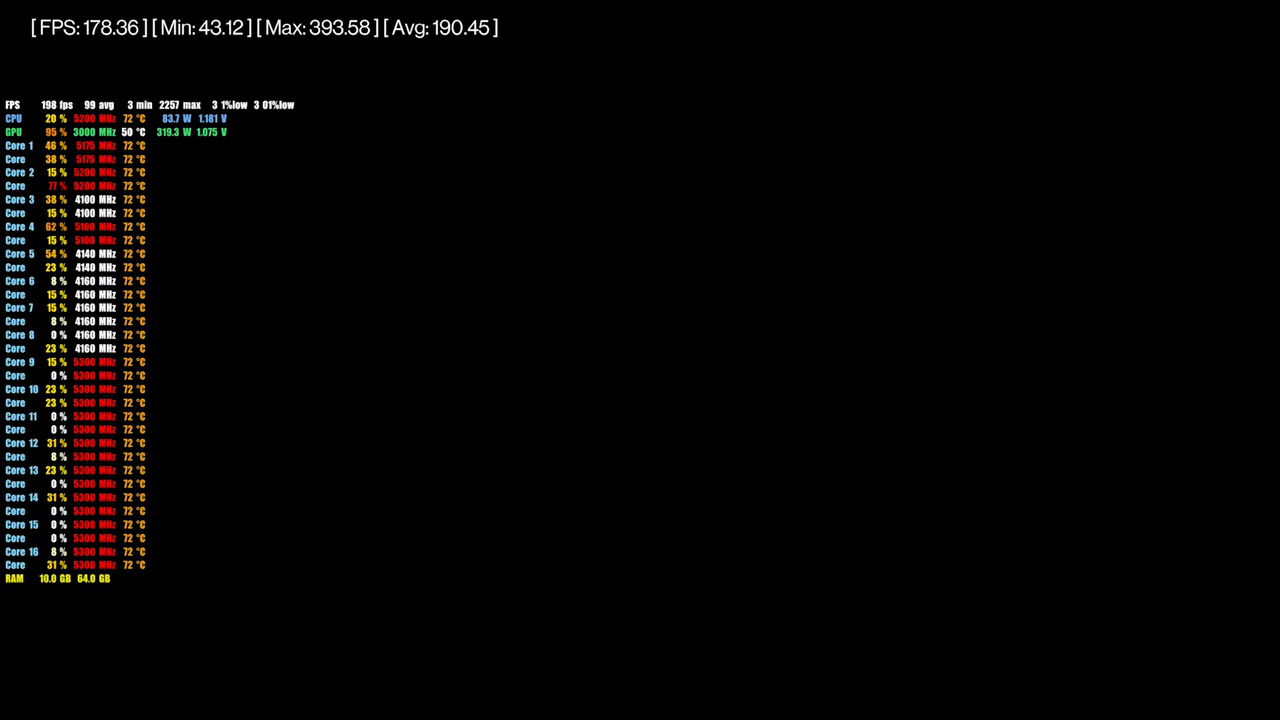 [ FPS: 178.36 ] [ Min: 43.12 ] [ Max: 393.58 ] [ Avg: 190.45 ]
FPS 198 fps 99 avg 3 min 2257 max 3 1%low 3 01%low
CPU 20 % 5200 MHz 72 °C 83.7 W 1.181 V
GPU 95 % 3000 MHz 50 °C 319.3 W 1.075 V
Core 1 46 % 5175 MHz 72 °C
Core 38 % 5175 MHz 72 °C
Core 2 15 % 5200 MHz 72 °C
Core 77 % 5200 MHz 72 °C
Core 3 38 % 4100 MHz 72 °C
Core 15 % 4100 MHz 72 °C
Core 4 62 % 5100 MHz 72 °C
Core 15 % 5100 MHz 72 °C
Core 5 54 % 4140 MHz 72 °C
Core 23 % 4140 MHz 72 °C
Core 6 8 % 4160 MHz 72 °C
Core 15 % 4160 MHz 72 °C
Core 7 15 % 4160 MHz 72 °C
Core 8 % 4160 MHz 72 °C
Core 8 0 % 4160 MHz 72 °C
Core 23 % 4160 MHz 72 °C
Core 9 15 % 5300 MHz 72 °C
Core 0 % 5300 MHz 72 °C
Core 10 23 % 5300 MHz 72 °C
Core 23 % 5300 MHz 72 °C
Core 11 0 % 5300 MHz 72 °C
Core 0 % 5300 MHz 72 °C
Core 12 31 % 5300 MHz 72 °C
Core 8 % 5300 MHz 72 °C
Core 13 23 % 5300 MHz 72 °C
Core 0 % 5300 MHz 72 °C
Core 14 31 % 5300 MHz 72 °C
Core 0 % 5300 MHz 72 °C
Core 15 0 % 5300 MHz 72 °C
Core 0 % 5300 MHz 72 °C
Core 16 8 % 5300 MHz 72 °C
Core 31 % 5300 MHz 72 °C
RAM 10.0 GB 64.0 GB